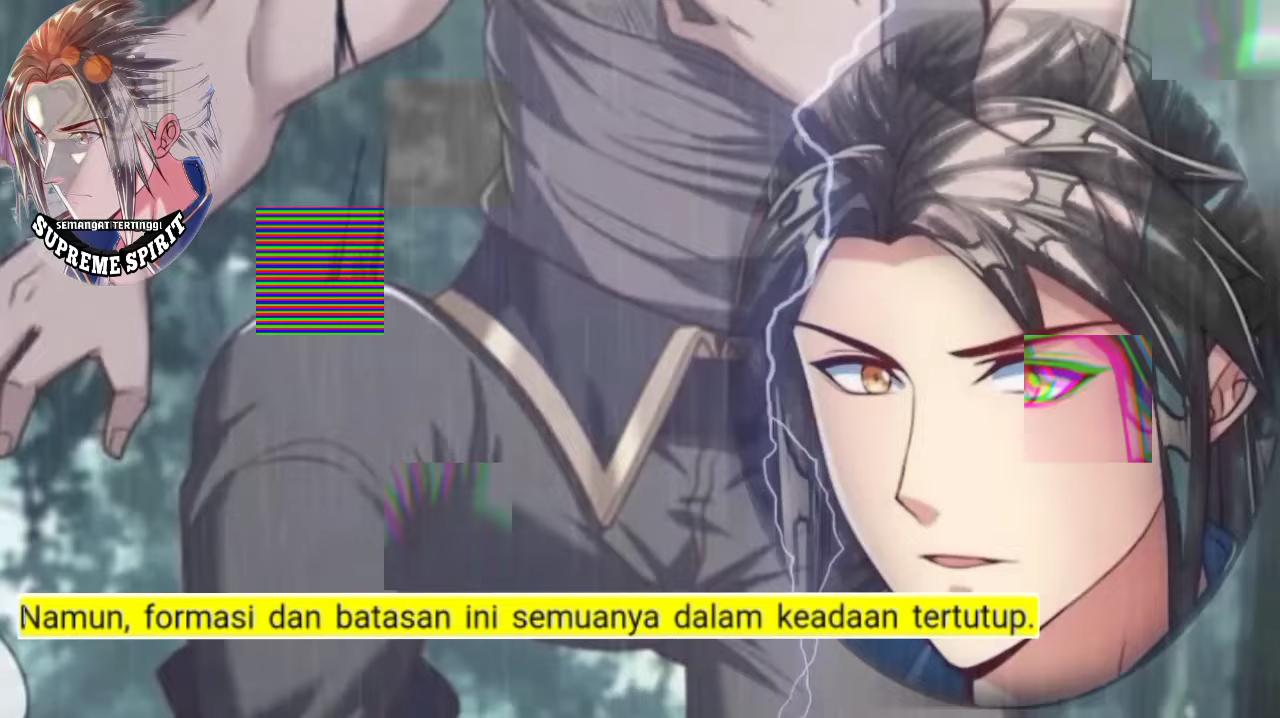 SEMANGAT TERTINGGI
SUPREME SPIRIT
Namun, formasi dan batasan ini semuanya dalam keadaan tertutup.